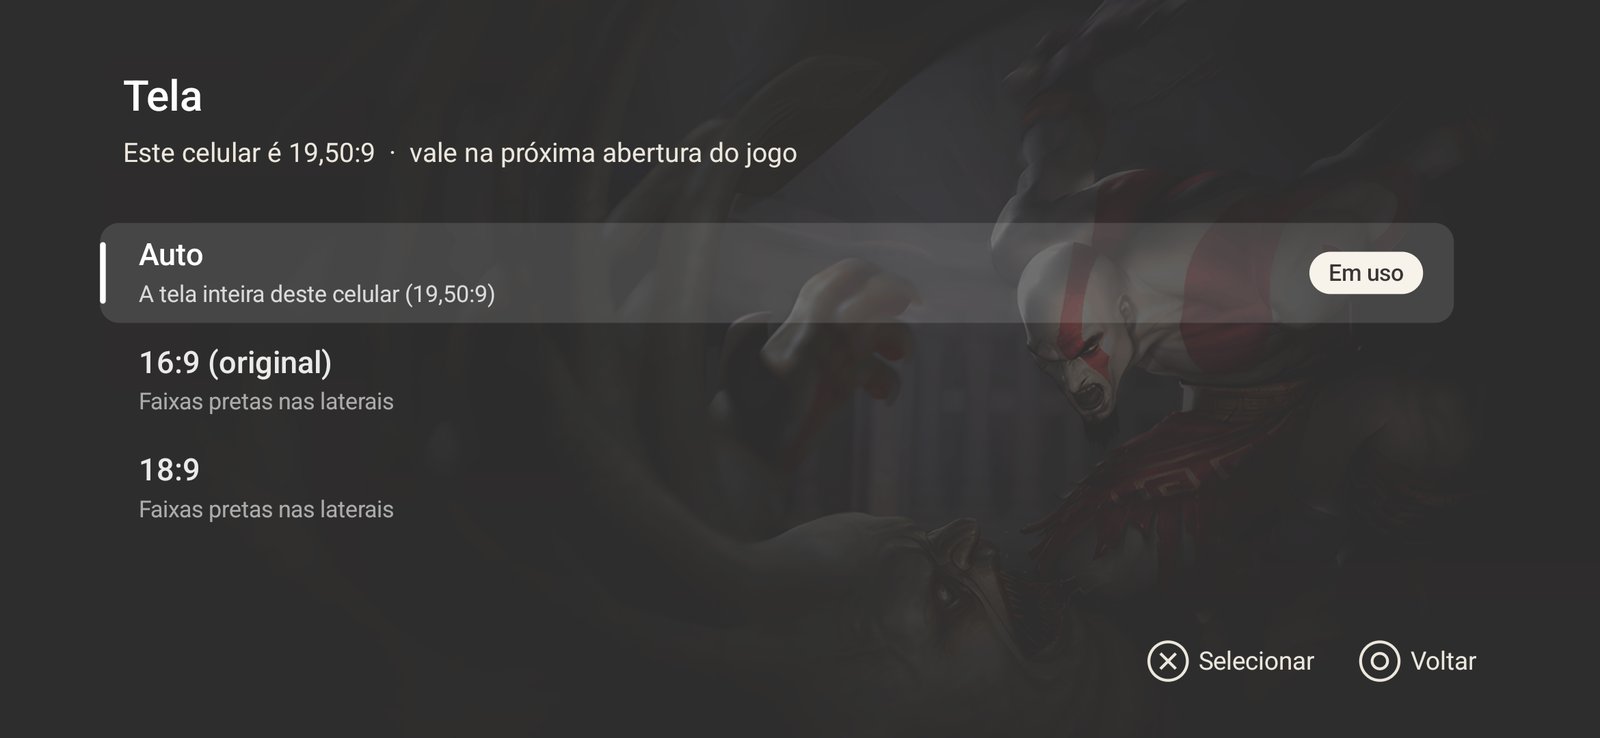 Tela
Este celular é 19,50:9 · vale na próxima abertura do jogo
Auto
A tela inteira deste celular (19,50:9)
Em uso
16:9 (original)
Faixas pretas nas laterais
18:9
Faixas pretas nas laterais
Selecionar Voltar